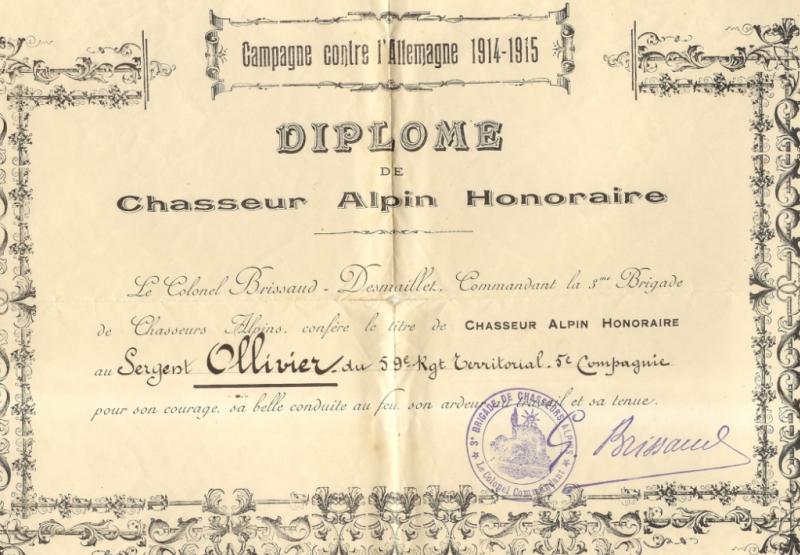 Campagne contre l'Allemagne 1914-1915
DIPLOME
DE
Chasseur Alpin Honoraire
Le Colonel Brissaud-Desmaillet, Commandant la 3me Brigade
de Chasseurs Alpins, confère le titre de CHASSEUR ALPIN HONORAIRE
au Sergent Ollivier du 59e Rgt Territorial. 5e Compagnie
pour son courage, sa belle conduite au feu, son ardeur au travail et sa tenue.
3e BRIGADE DE CHASSEURS ALPINS
Le Colonel Commandant
G. Brissaud